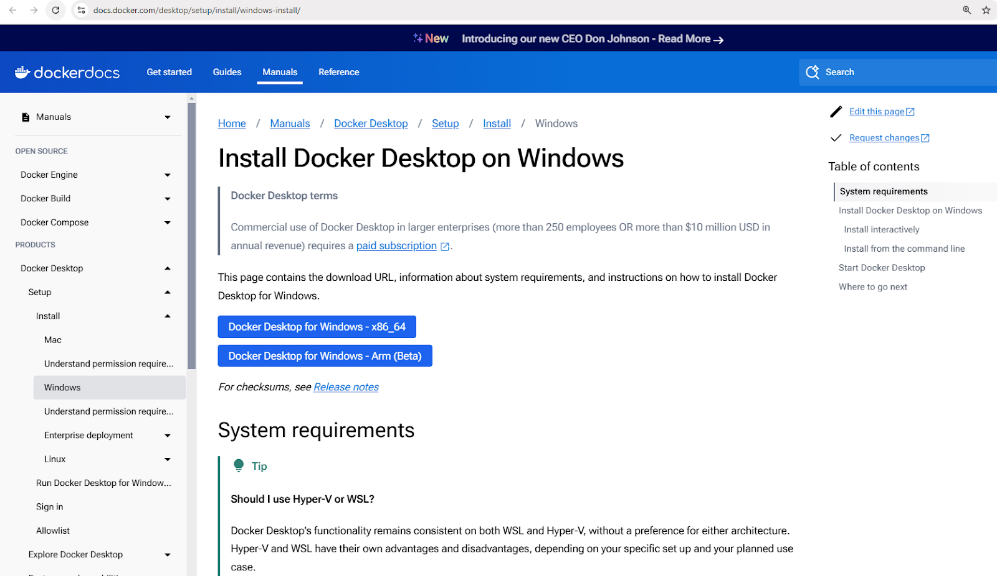 docs.docker.com/desktop/setup/install/windows-install/
New Introducing our new CEO Don Johnson - Read More →
dockerdocs
Get started
Guides
Manuals
Reference
Search
Manuals
OPEN SOURCE
Docker Engine
Docker Build
Docker Compose
PRODUCTS
Docker Desktop
Setup
Install
Mac
Understand permission require...
Windows
Understand permission require...
Enterprise deployment
Linux
Run Docker Desktop for Window...
Sign in
Allowlist
Explore Docker Desktop
Home / Manuals / Docker Desktop / Setup / Install / Windows
Install Docker Desktop on Windows
Docker Desktop terms
Commercial use of Docker Desktop in larger enterprises (more than 250 employees OR more than $10 million USD in
annual revenue) requires a paid subscription.
This page contains the download URL, information about system requirements, and instructions on how to install Docker
Desktop for Windows.
Docker Desktop for Windows - x86_64
Docker Desktop for Windows - Arm (Beta)
For checksums, see Release notes
System requirements
Tip
Should I use Hyper-V or WSL?
Docker Desktop's functionality remains consistent on both WSL and Hyper-V, without a preference for either architecture.
Hyper-V and WSL have their own advantages and disadvantages, depending on your specific set up and your planned use
case.
Edit this page
Request changes
Table of contents
System requirements
Install Docker Desktop on Windows
Install interactively
Install from the command line
Start Docker Desktop
Where to go next